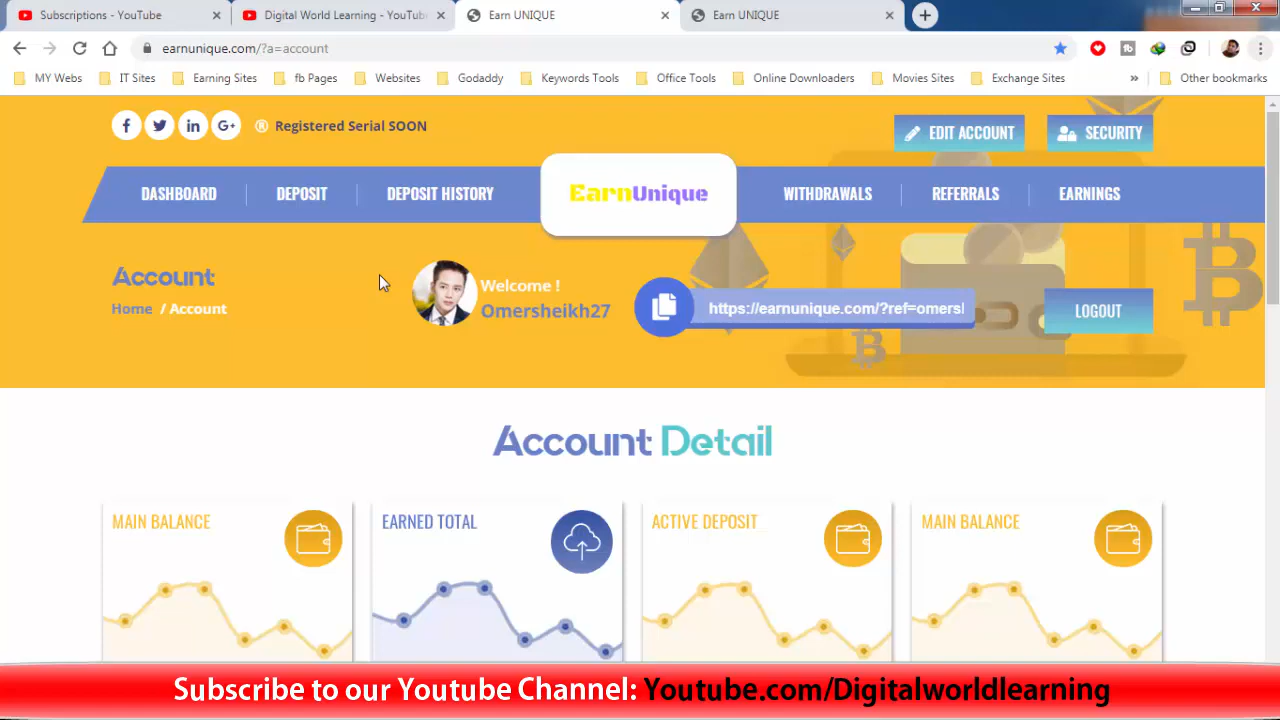 Subscriptions - YouTube
Digital World Learning - YouTub
Earn UNIQUE
Earn UNIQUE
earnunique.com/?a=account
MY Webs
IT Sites
Earning Sites
fb Pages
Websites
Godaddy
Keywords Tools
Office Tools
Online Downloaders
Movies Sites
Exchange Sites
»
Other bookmarks
® Registered Serial SOON
EDIT ACCOUNT
SECURITY
DASHBOARD
DEPOSIT
DEPOSIT HISTORY
EarnUnique
WITHDRAWALS
REFERRALS
EARNINGS
Account
Home / Account
Welcome !
Omersheikh27
https://earnunique.com/?ref=omersl
LOGOUT
Account Detail
MAIN BALANCE
EARNED TOTAL
ACTIVE DEPOSIT
MAIN BALANCE
Subscribe to our Youtube Channel: Youtube.com/Digitalworldlearning